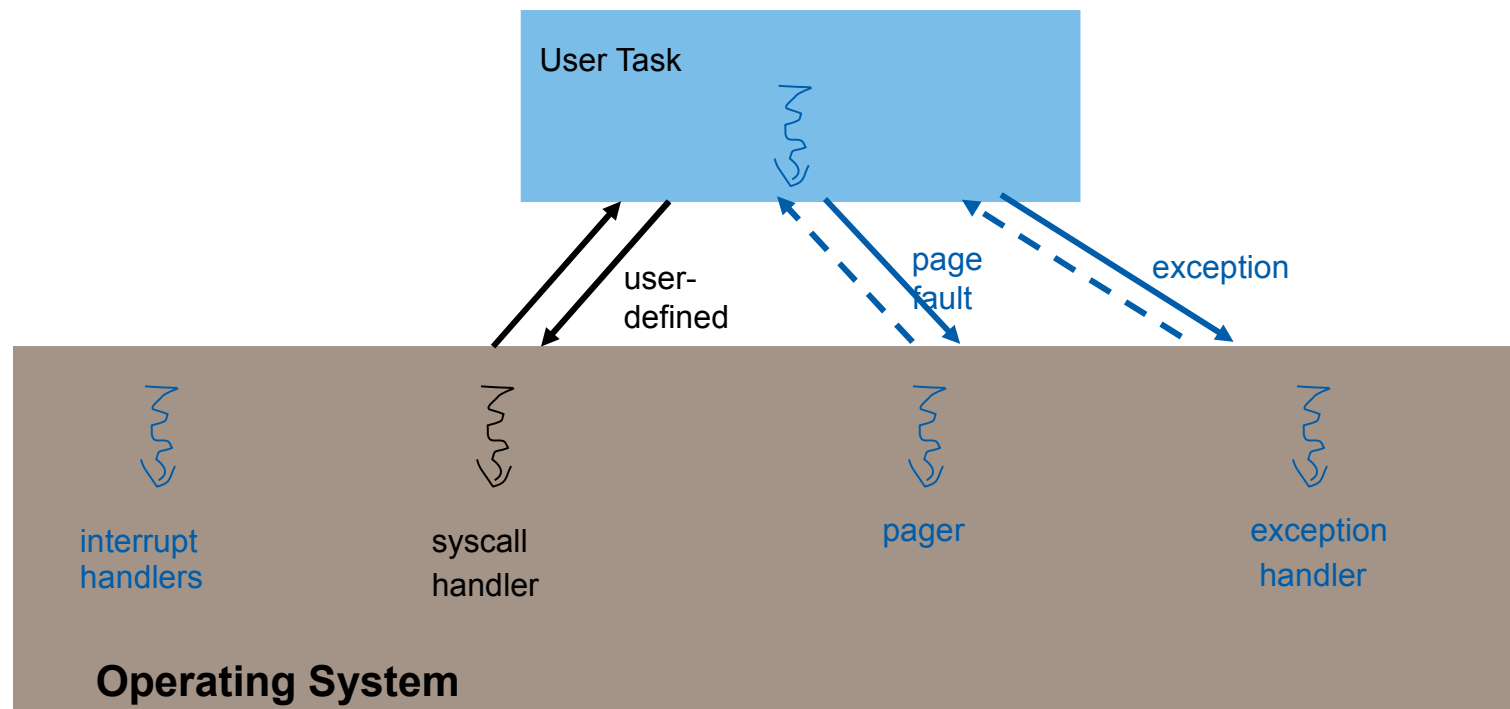 User Task
user-
defined
page
fault
exception
interrupt
handlers
syscall
handler
pager
exception
handler
Operating System